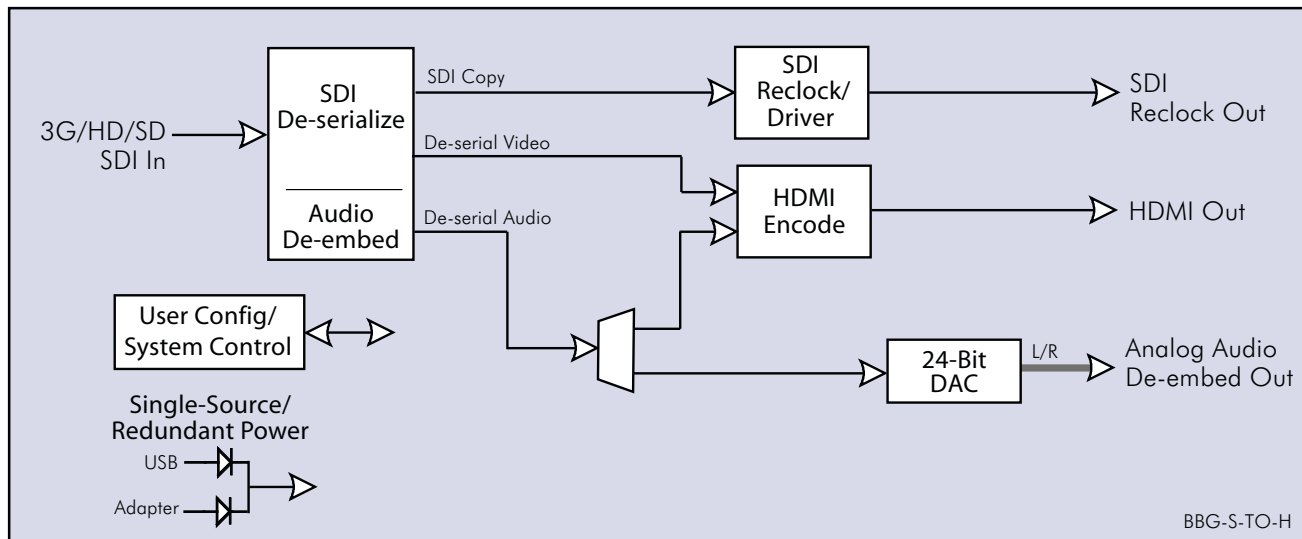 3G/HD/SD
SDI In
SDI
De-serialize
Audio
De-embed
SDI Copy
De-serial Video
De-serial Audio
SDI
Reclock/
Driver
SDI
Reclock Out
HDMI
Encode
HDMI Out
User Config/
System Control
24-Bit
DAC
L/R
Analog Audio
De-embed Out
Single-Source/
Redundant Power
USB
Adapter
BBG-S-TO-H